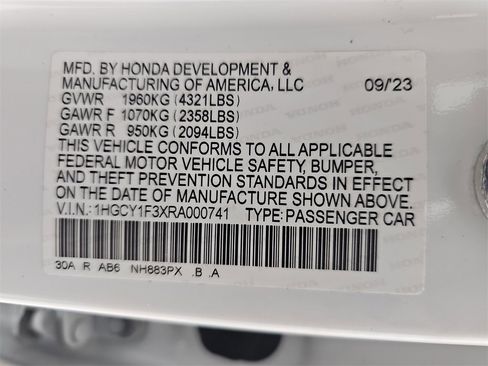 MFD. BY HONDA DEVELOPMENT &
MANUFACTURING OF AMERICA, LLC 09/23
GVWR 1960KG (4321LBS)
GAWR F 1070KG (2358LBS)
GAWR R 950KG (2094LBS)
THIS VEHICLE CONFORMS TO ALL APPLICABLE
FEDERAL MOTOR VEHICLE SAFETY, BUMPER,
AND THEFT PREVENTION STANDARDS IN EFFECT
ON THE DATE OF MANUFACTURE SHOWN ABOVE.
V.I.N.: 1HGCY1F3XRA000741 TYPE: PASSENGER CAR
30A R AB6 NH883PX .B .A